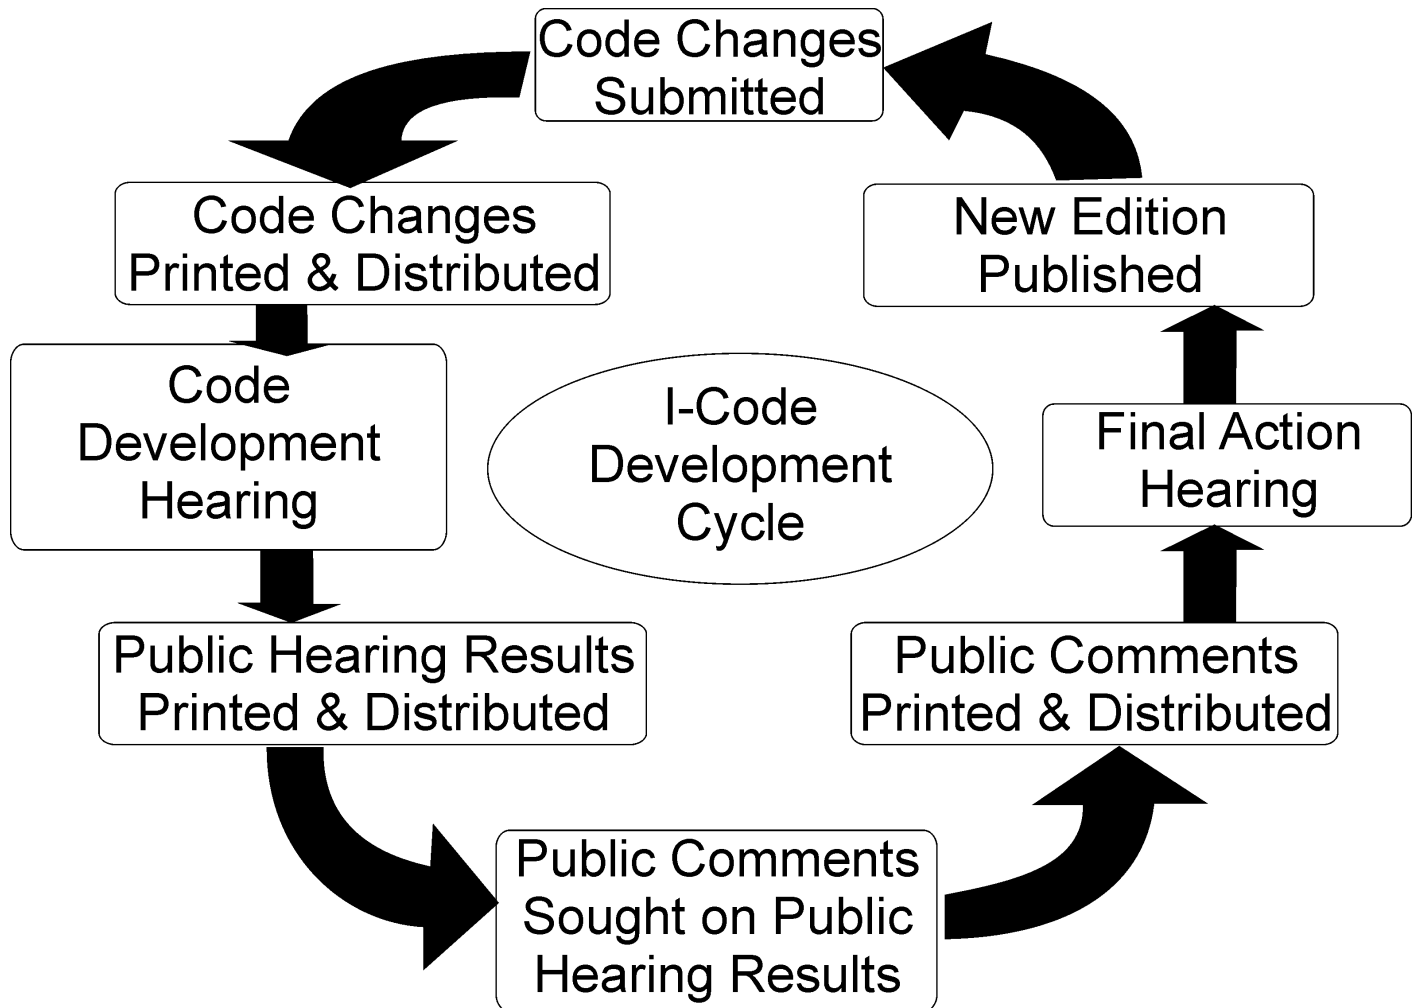 Code Changes
Submitted
Code Changes
Printed & Distributed
New Edition
Published
Code
Development
Hearing
I-Code
Development
Cycle
Final Action
Hearing
Public Hearing Results
Printed & Distributed
Public Comments
Printed & Distributed
Public Comments
Sought on Public
Hearing Results